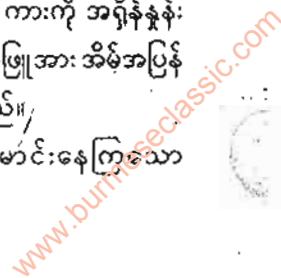 ကားကို အရှိန်နှုန်း
ဖြူအားအိမ်အပြန်
ည်။
မောင်းနေကြသော
www.burmeseclassic.com